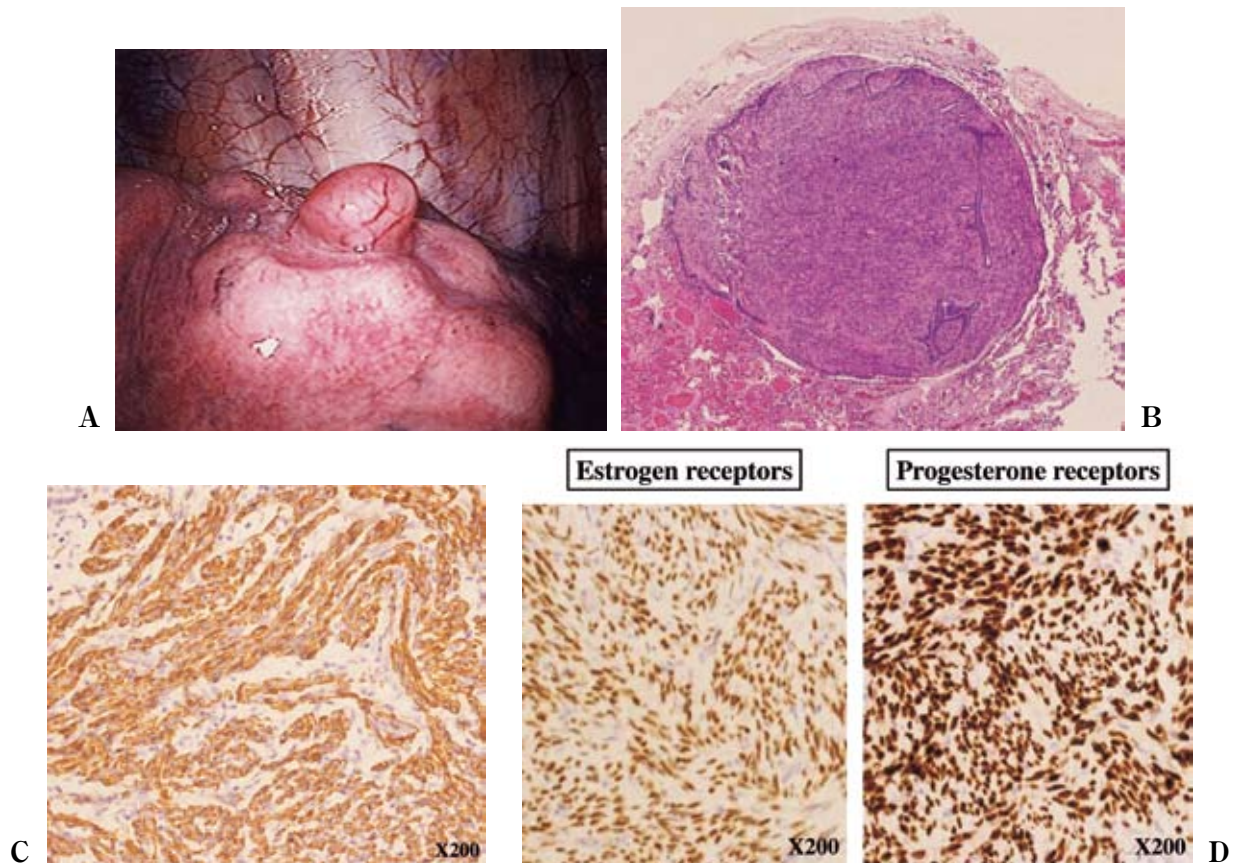 A
B
Estrogen receptors
Progesterone receptors
C
X200
X200
X200
D